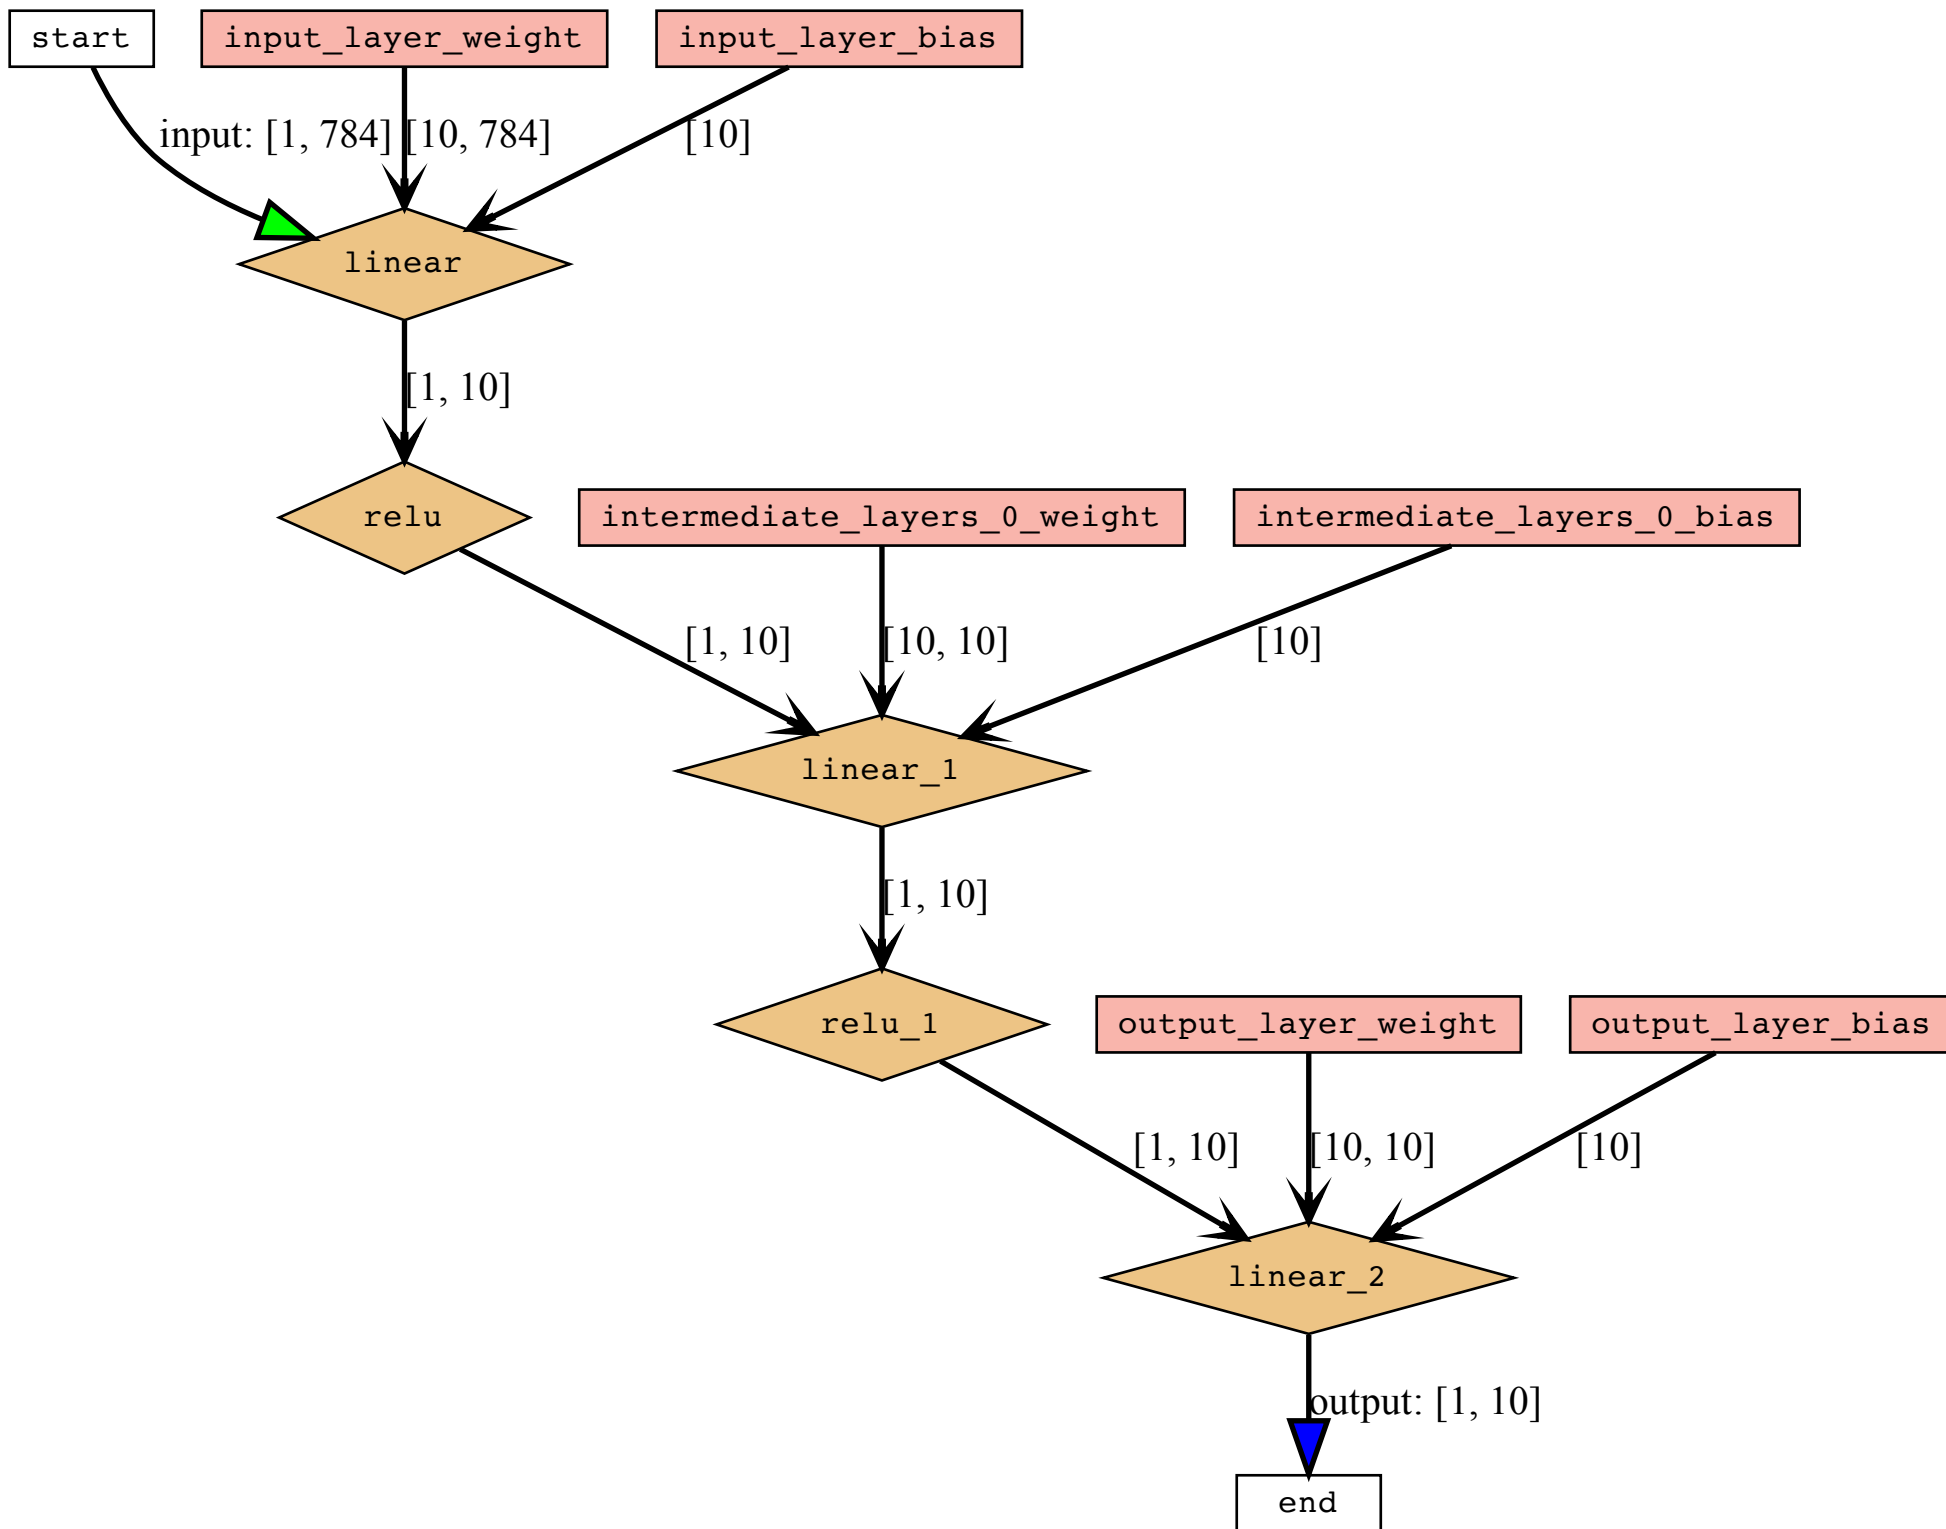 start
input_layer_weight
input_layer_bias
input: [1, 784]
[10, 784]
[10]
linear
[1, 10]
relu
intermediate_layers_0_weight
intermediate_layers_0_bias
[1, 10]
[10, 10]
[10]
linear_1
[1, 10]
relu_1
output_layer_weight
output_layer_bias
[1, 10]
[10, 10]
[10]
linear_2
output: [1, 10]
end